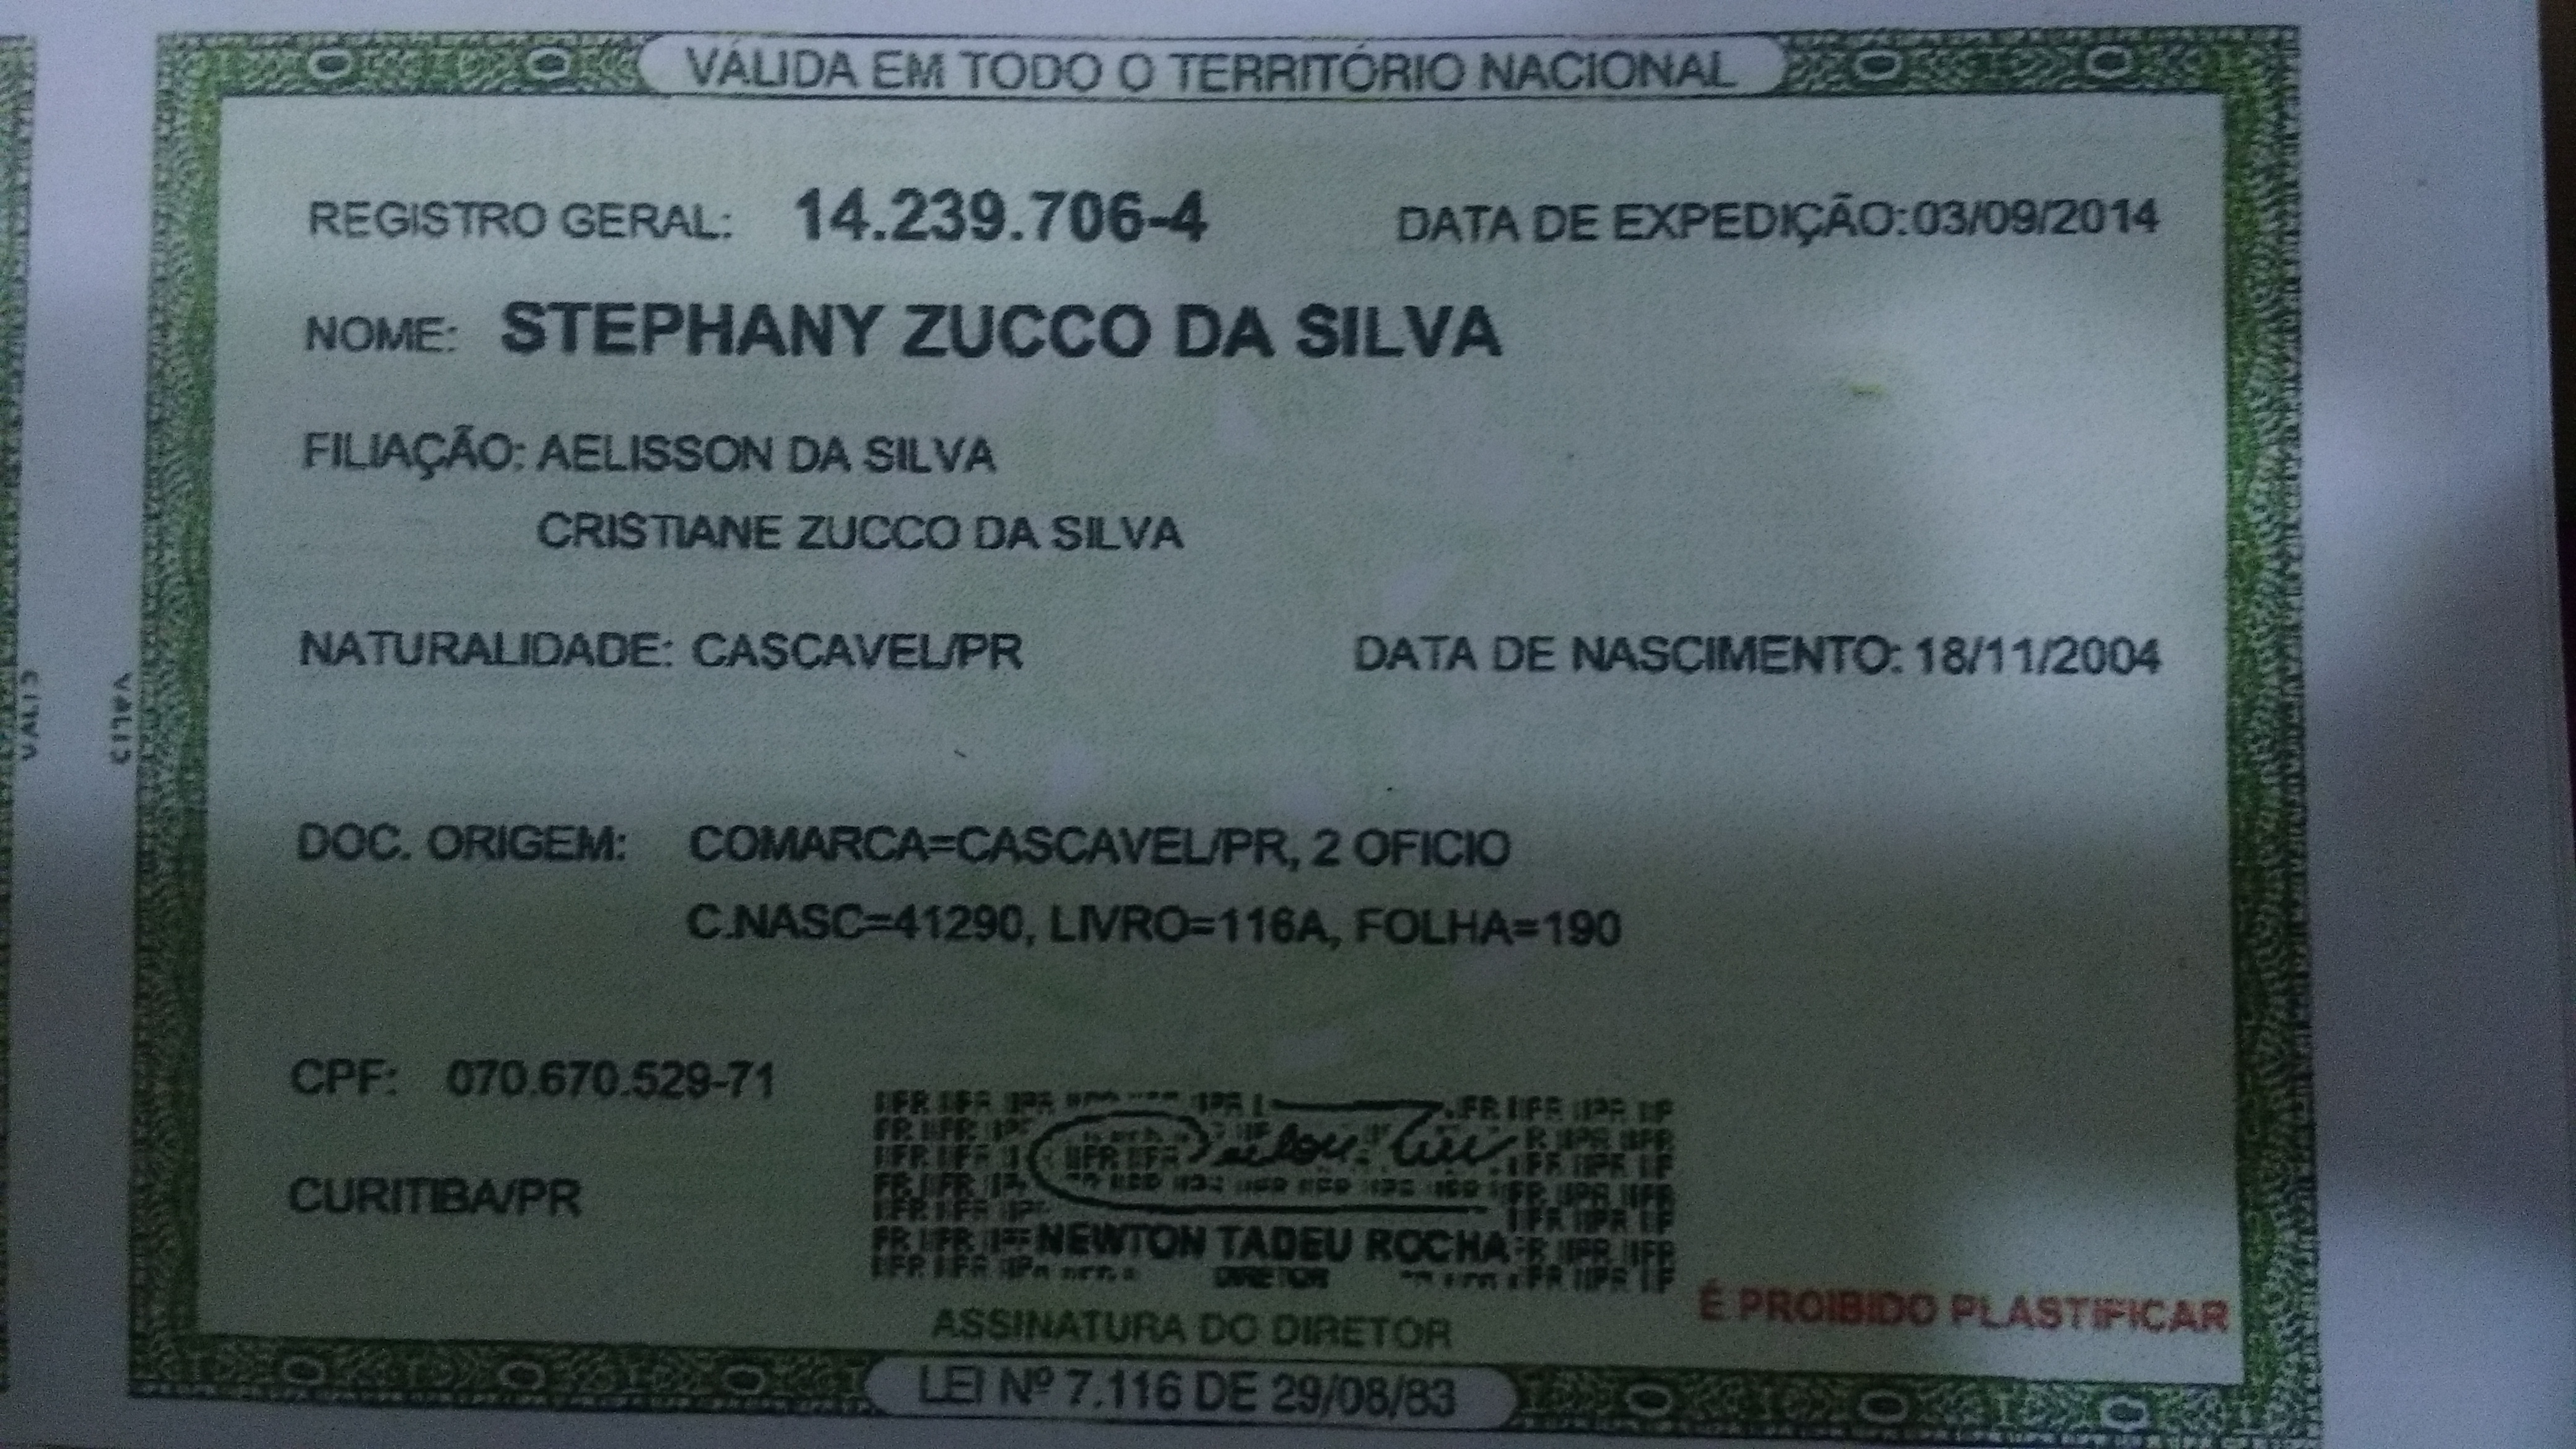 VÁLIDA EM TODO O TERRITÓRIO NACIONAL
REGISTRO GERAL: 14.239.706-4 DATA DE EXPEDIÇÃO:03/09/2014
NOME: STEPHANY ZUCCO DA SILVA
FILIAÇÃO: AELISSON DA SILVA
CRISTIANE ZUCCO DA SILVA
NATURALIDADE: CASCAVEL/PR DATA DE NASCIMENTO: 18/11/2004
DOC. ORIGEM: COMARCA=CASCAVEL/PR, 2 OFICIO
C.NASC=41290, LIVRO=116A, FOLHA=190
CPF: 070.670.529-71
CURITIBA/PR
NEWTON TADEU ROCHA
DIRETOR
ASSINATURA DO DIRETOR
É PROIBIDO PLASTIFICAR
LEI Nº 7.116 DE 29/08/83